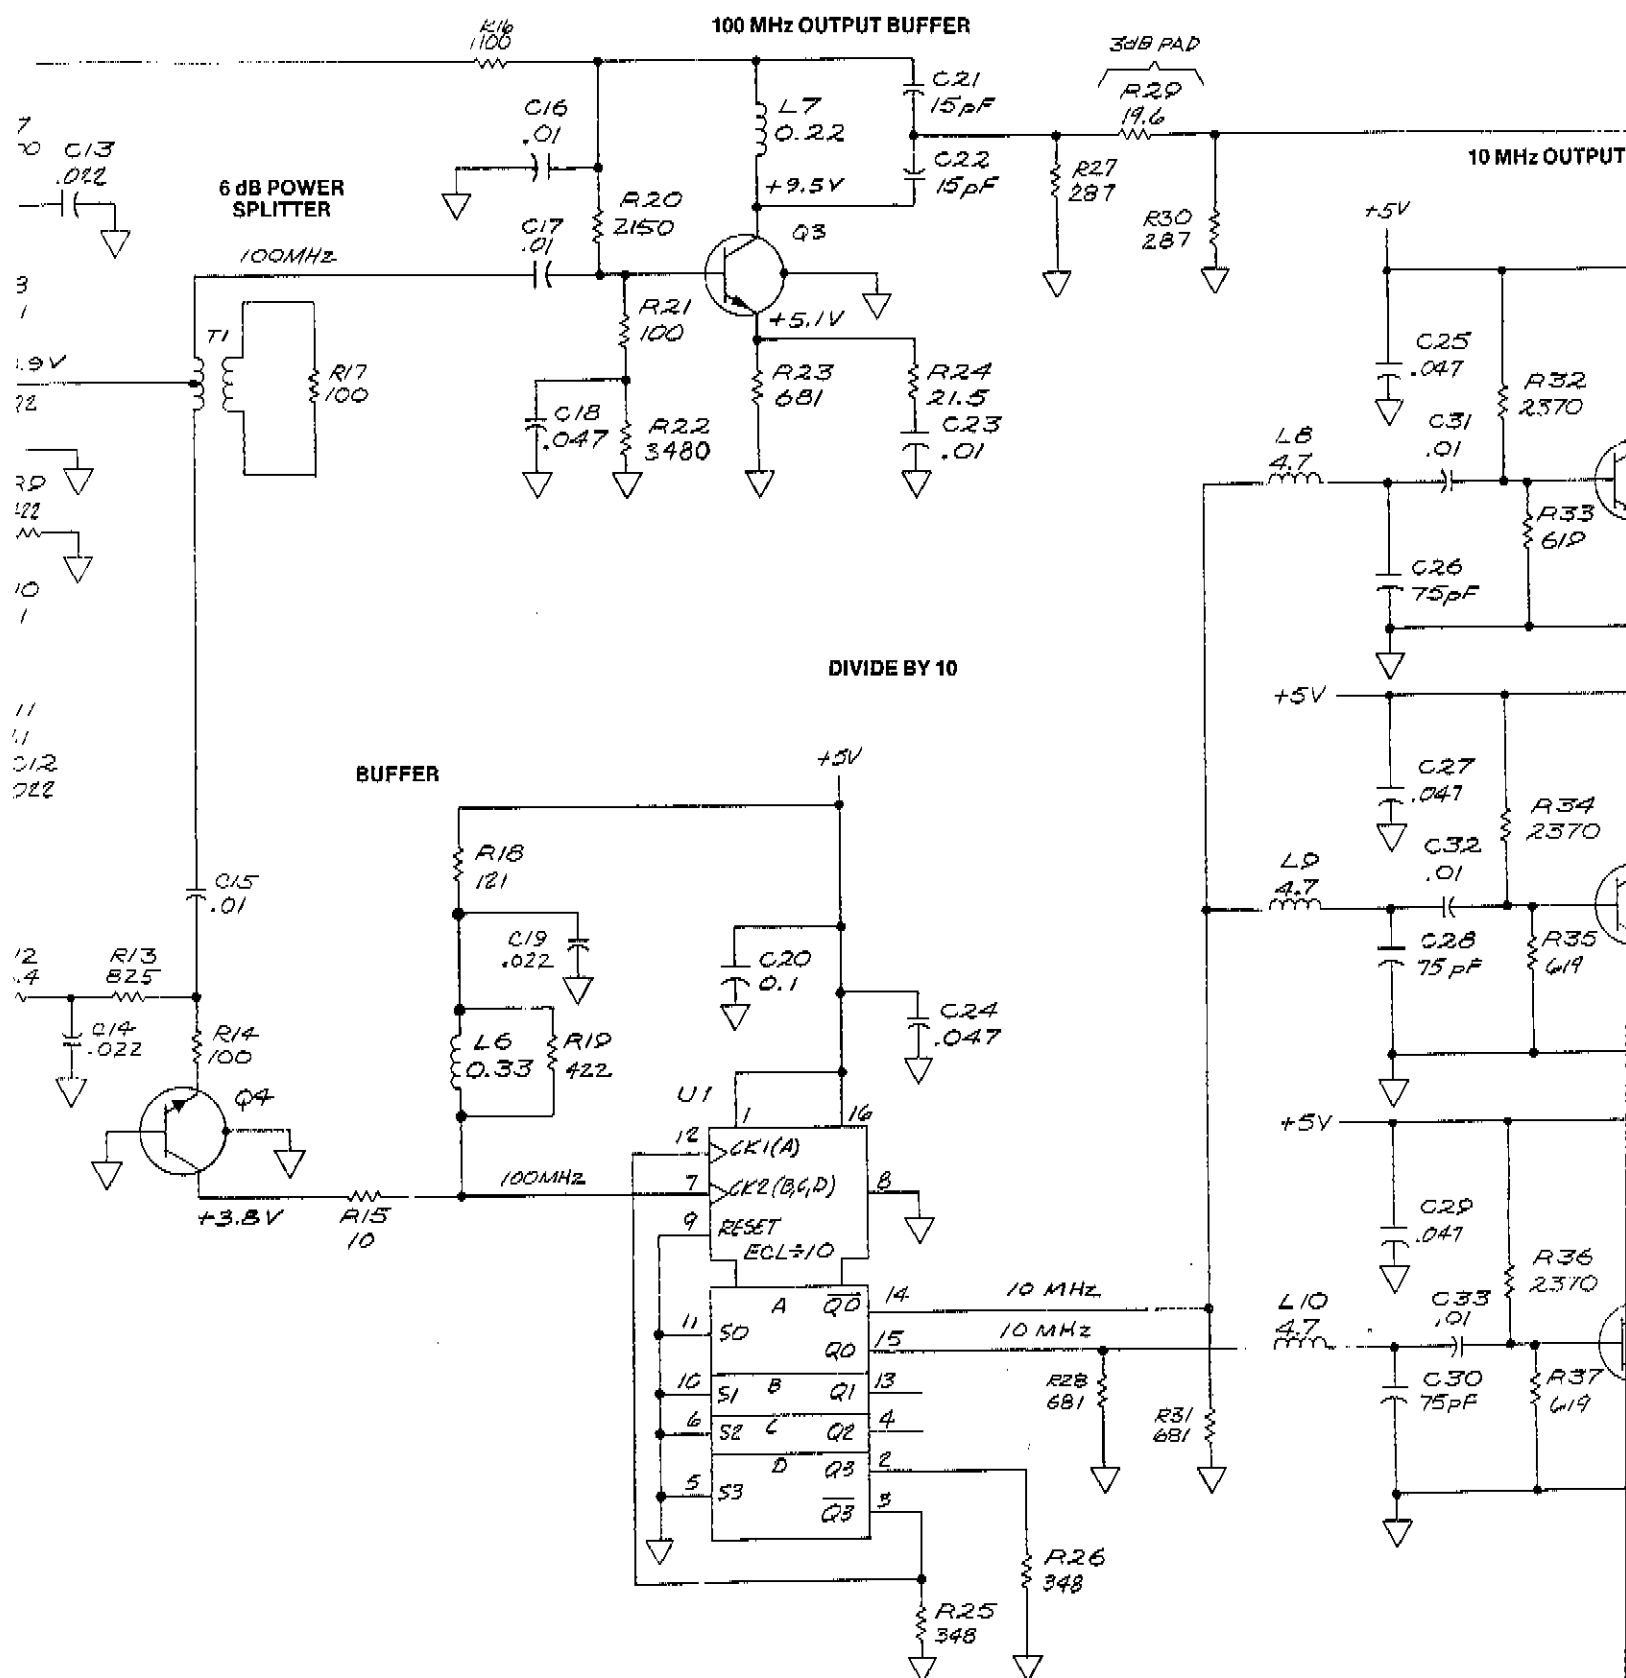 100 MHz OUTPUT BUFFER
R16
1100
3dB PAD
C21
15pF
R29
19.6
C16
.01
L7
0.22
C13
.022
6 dB POWER
SPLITTER
C22
15pF
10 MHz OUTPUT
+9.5V
R27
287
R20
2150
C17
.01
Q3
R30
287
+5V
100MHz
R21
100
+5.1V
T1
R17
100
R23
681
R24
21.5
C25
.047
R32
2370
C18
.047
R22
3480
C23
.01
L8
4.7
C31
.01
R33
619
C26
75pF
DIVIDE BY 10
+5V
C12
.022
BUFFER
+5V
C27
.047
R34
2370
R18
121
L9
4.7
C32
.01
C15
.01
C19
.022
C20
0.1
C28
75pF
R35
619
R13
825
C24
.047
C14
.022
R14
100
L6
0.33
R19
422
Q4
U1
1
16
+5V
12
CK1(A)
100MHz
7
CK2(B,C,D)
8
+3.8V
R15
10
9
RESET
ECL÷10
C29
.047
R36
2370
A
Q0
14
10 MHz
L10
4.7
C33
.01
11
S0
Q0
15
10 MHz
10
S1
B
Q1
13
R28
681
C30
75pF
R37
619
6
S2
C
Q2
4
R31
681
D
Q3
2
5
S3
Q3
3
R26
348
R25
348